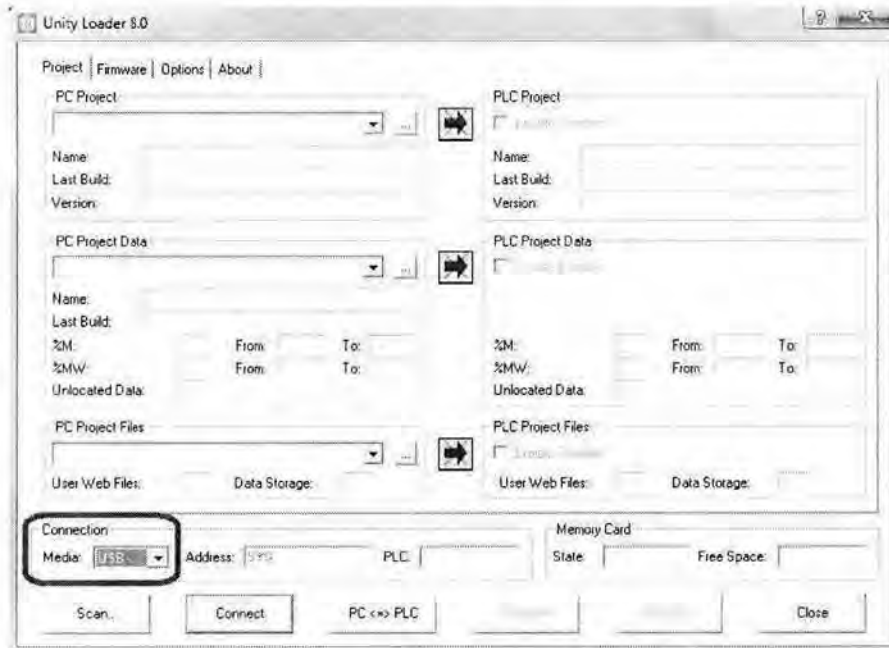 Unity Loader 8.0
?
Project Firmware Options About
PC Project
...
Name:
Last Build:
Version:
PLC Project
Name:
Last Build:
Version:
PC Project Data
...
Name:
Last Build:
%M: From: To:
%MW: From: To:
Unlocated Data:
PLC Project Data
%M: From: To:
%MW: From: To:
Unlocated Data:
PC Project Files
...
User Web Files: Data Storage:
PLC Project Files
User Web Files: Data Storage:
Connection
Media: USB Address: PLC:
Memory Card
State: Free Space:
Scan..
Connect
PC <=> PLC
Close